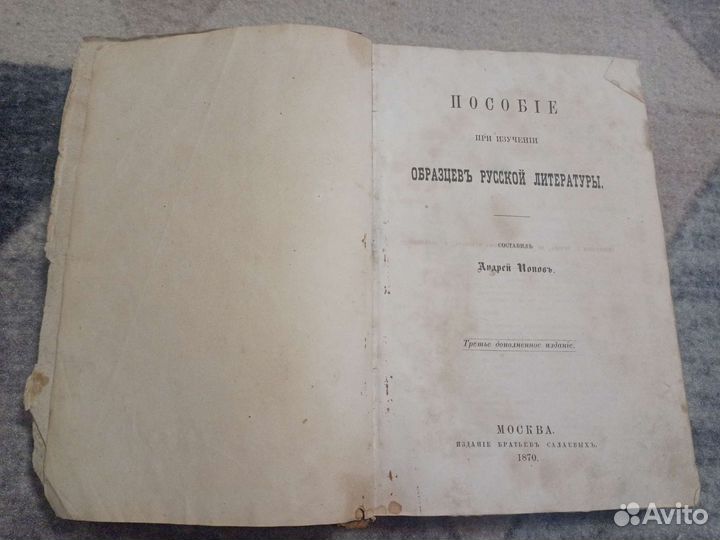 ПОСОБІЕ
ПРИ ИЗУЧЕНІИ
ОБРАЗЦЕВЪ РУССКОЙ ЛИТЕРАТУРЫ.
СОСТАВИЛЪ
Андрей Поповъ.
Третье дополненное изданіе.
МОСКВА.
ИЗДАНІЕ БРАТЬЕВЪ САЛАЕВЫХЪ.
1870.
Avito